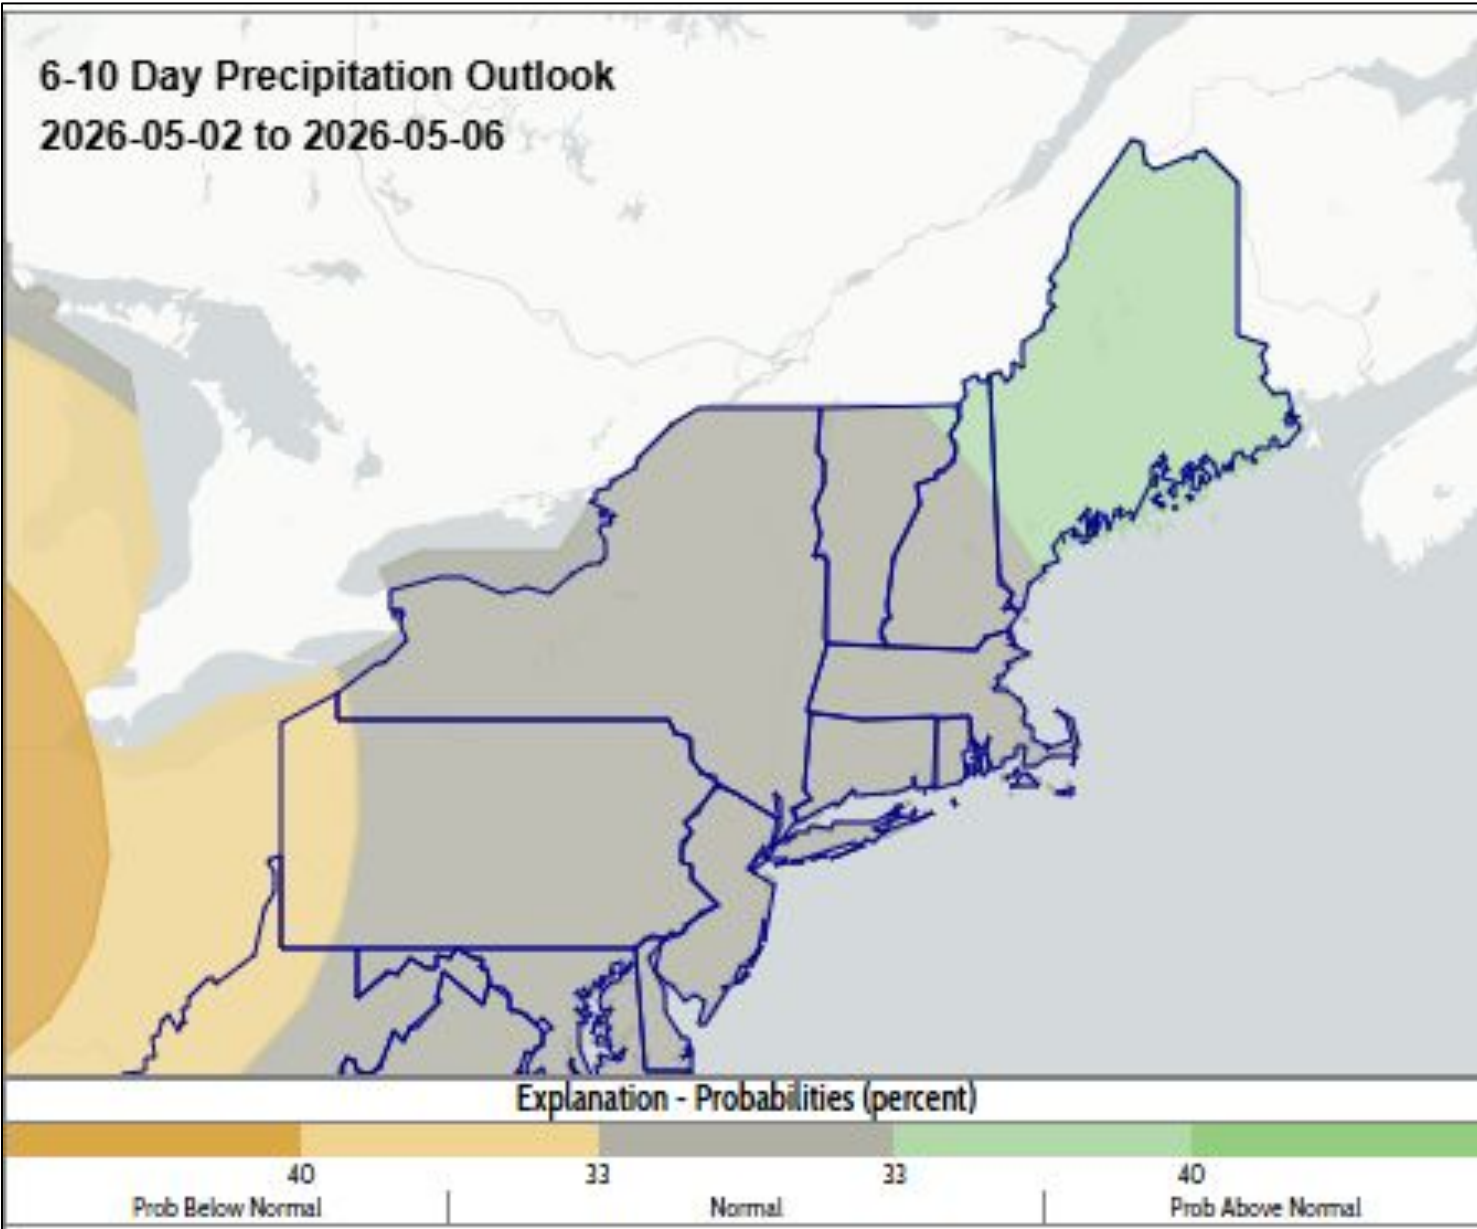 6-10 Day Precipitation Outlook
2026-05-02 to 2026-05-06
Explanation - Probabilities (percent)
40 33 33 40
Prob Below Normal | Normal | Prob Above Normal